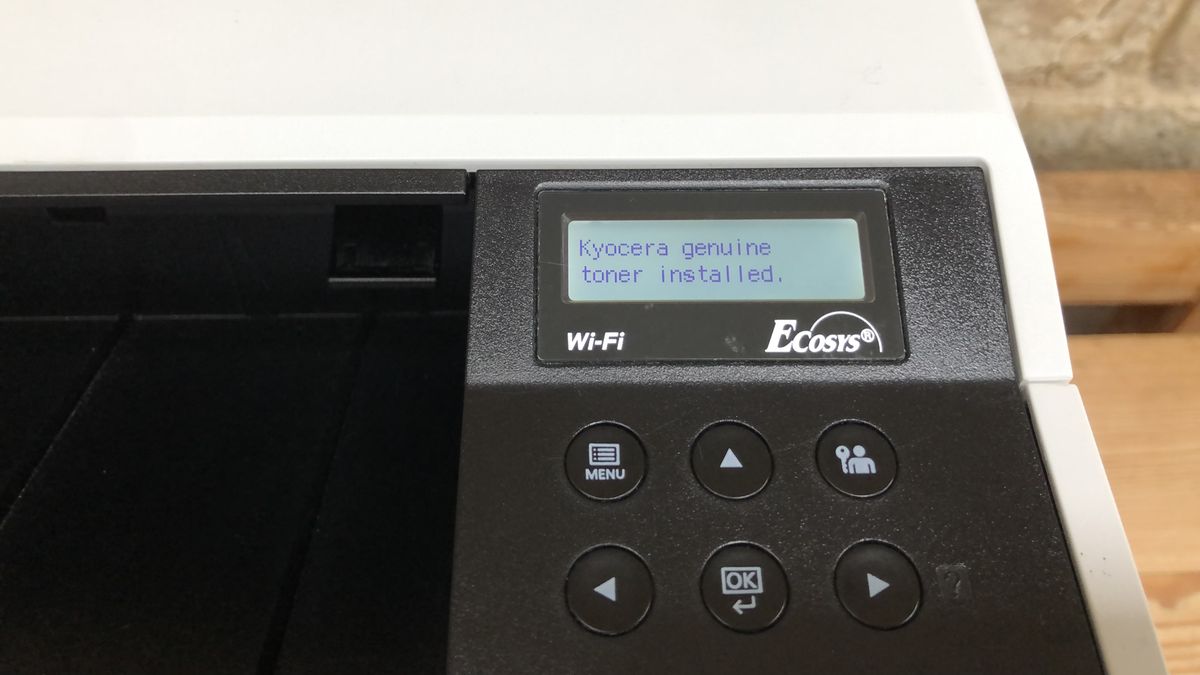 Kyocera genuine
toner installed.
Wi-Fi
ECOSYS®
MENU
OK
?